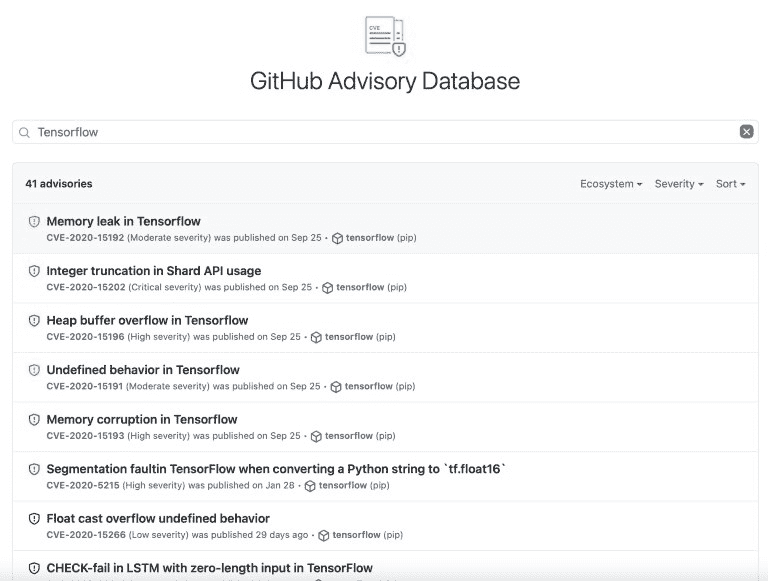 CVE
GitHub Advisory Database
Tensorflow
41 advisories Ecosystem Severity Sort
Memory leak in Tensorflow
CVE-2020-15192 (Moderate severity) was published on Sep 25 • tensorflow (pip)
Integer truncation in Shard API usage
CVE-2020-15202 (Critical severity) was published on Sep 25 • tensorflow (pip)
Heap buffer overflow in Tensorflow
CVE-2020-15196 (High severity) was published on Sep 25 • tensorflow (pip)
Undefined behavior in Tensorflow
CVE-2020-15191 (Moderate severity) was published on Sep 25 • tensorflow (pip)
Memory corruption in Tensorflow
CVE-2020-15193 (High severity) was published on Sep 25 • tensorflow (pip)
Segmentation faultin TensorFlow when converting a Python string to `tf.float16`
CVE-2020-5215 (High severity) was published on Jan 28 • tensorflow (pip)
Float cast overflow undefined behavior
CVE-2020-15266 (Low severity) was published 29 days ago • tensorflow (pip)
CHECK-fail in LSTM with zero-length input in TensorFlow